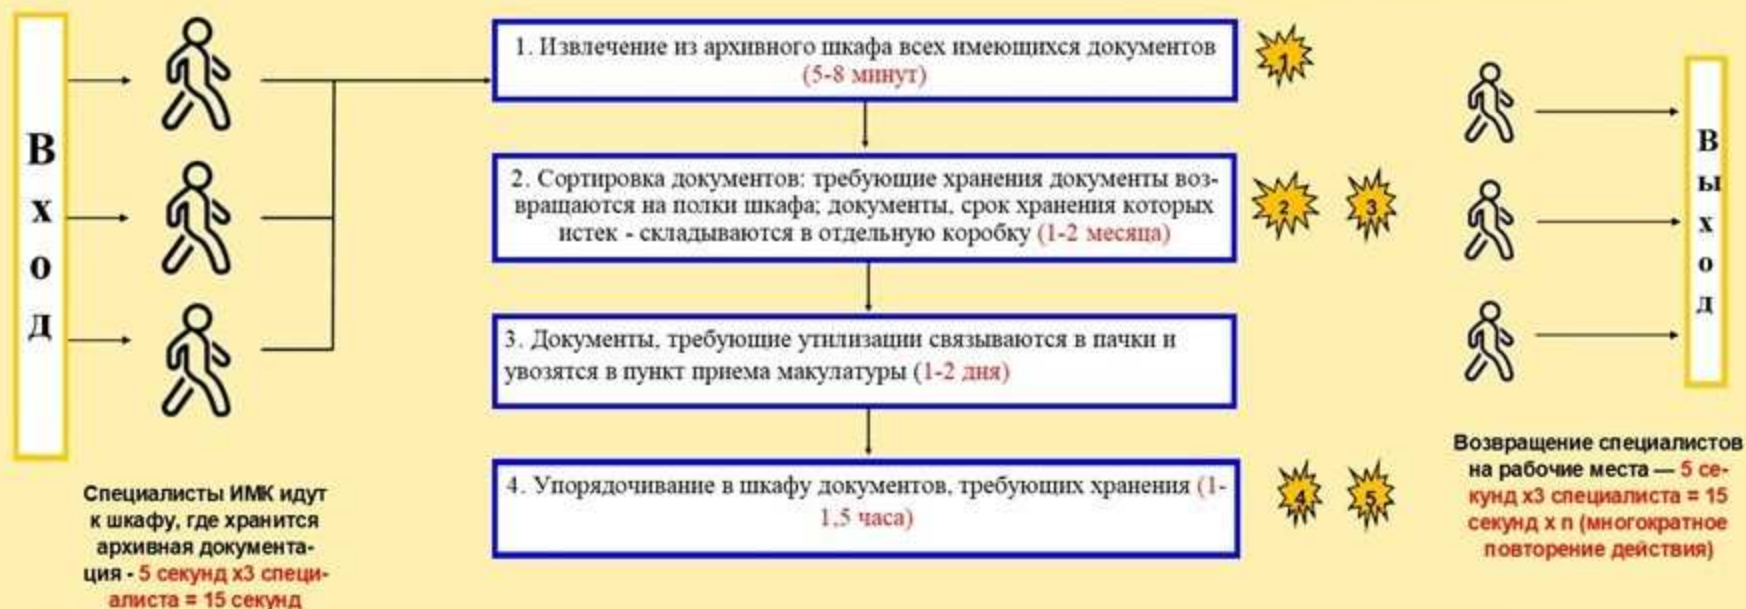 Вход
1. Извлечение из архивного шкафа всех имеющихся документов
(5-8 минут)
1
2. Сортировка документов: требующие хранения документы воз-
вращаются на полки шкафа; документы, срок хранения которых
истек - складываются в отдельную коробку (1-2 месяца)
2
3
3. Документы, требующие утилизации связываются в пачки и
увозятся в пункт приема макулатуры (1-2 дня)
4. Упорядочивание в шкафу документов, требующих хранения (1-
1,5 часа)
4
5
Специалисты ИМК идут
к шкафу, где хранится
архивная документа-
ция - 5 секунд х3 специ-
алиста = 15 секунд
Выход
Возвращение специалистов
на рабочие места — 5 се-
кунд х3 специалиста = 15
секунд х n (многократное
повторение действия)